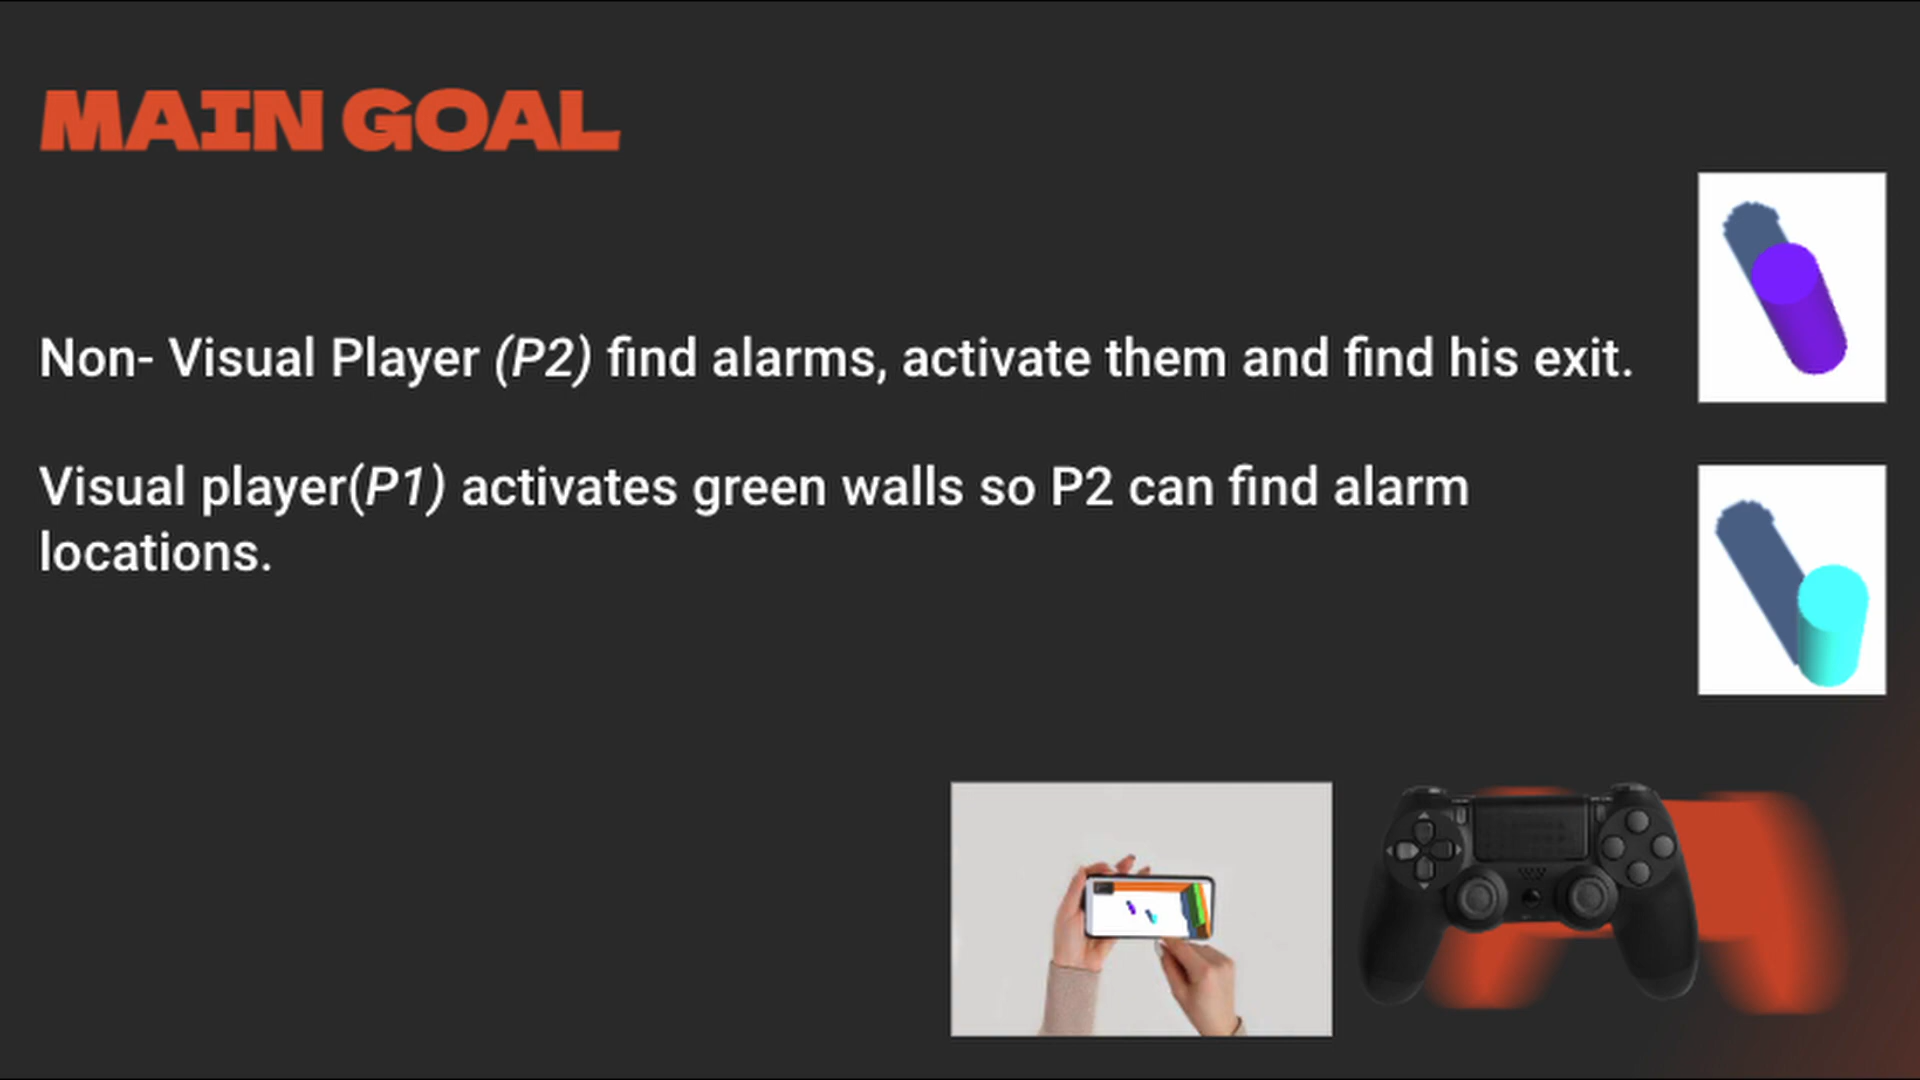 MAIN GOAL
Non- Visual Player (P2) find alarms, activate them and find his exit.
Visual player(P1) activates green walls so P2 can find alarm
locations.